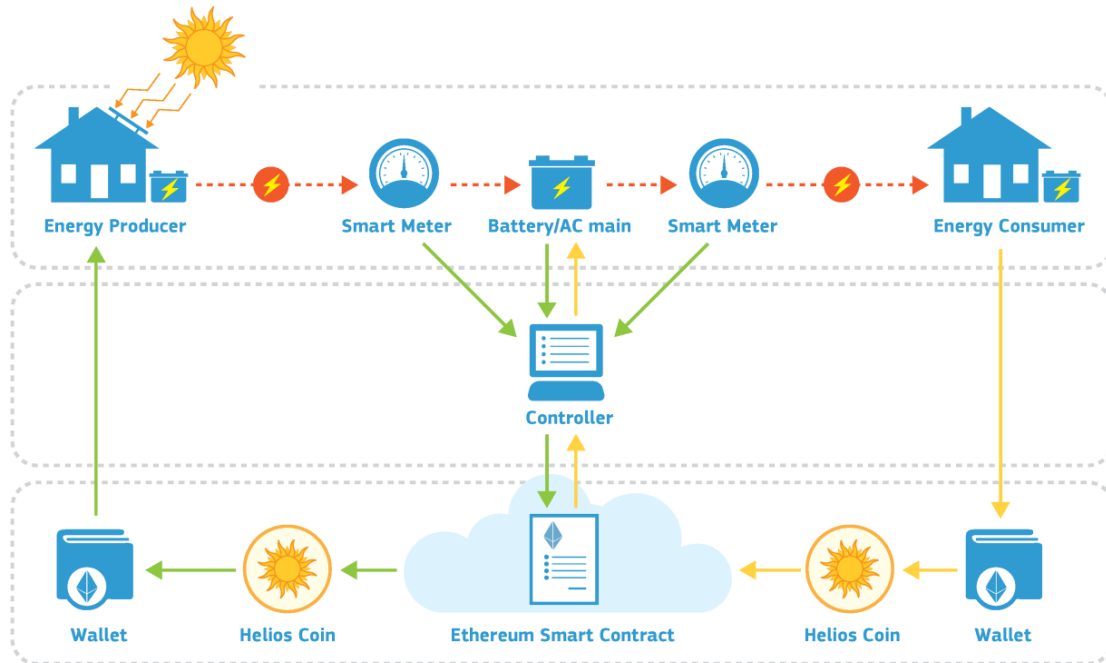 Energy Producer
Smart Meter
Battery/AC main
Smart Meter
Energy Consumer
Controller
Wallet
Helios Coin
Ethereum Smart Contract
Helios Coin
Wallet